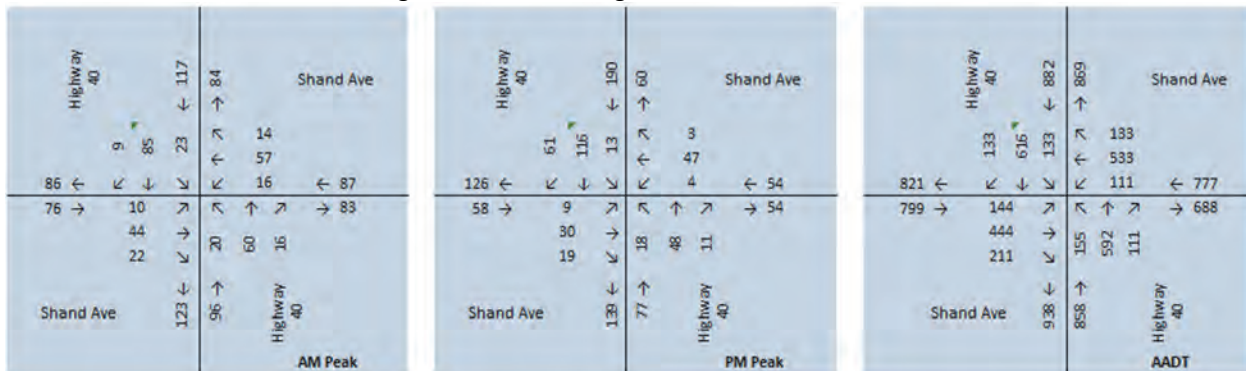 Highway 40
117
84
Shand Ave
9
85
23
14
57
16
86 ← ← 87
76 → → 83
10
44
22
20
60
16
Shand Ave
123
96
Highway 40
AM Peak
Highway 40
190
60
Shand Ave
61
116
13
3
47
4
126 ← ← 54
58 → → 54
9
30
19
18
48
11
Shand Ave
139
77
Highway 40
PM Peak
Highway 40
882
869
Shand Ave
133
616
133
133
533
111
821 ← ← 777
799 → → 688
144
444
211
155
592
111
Shand Ave
938
858
Highway 40
AADT